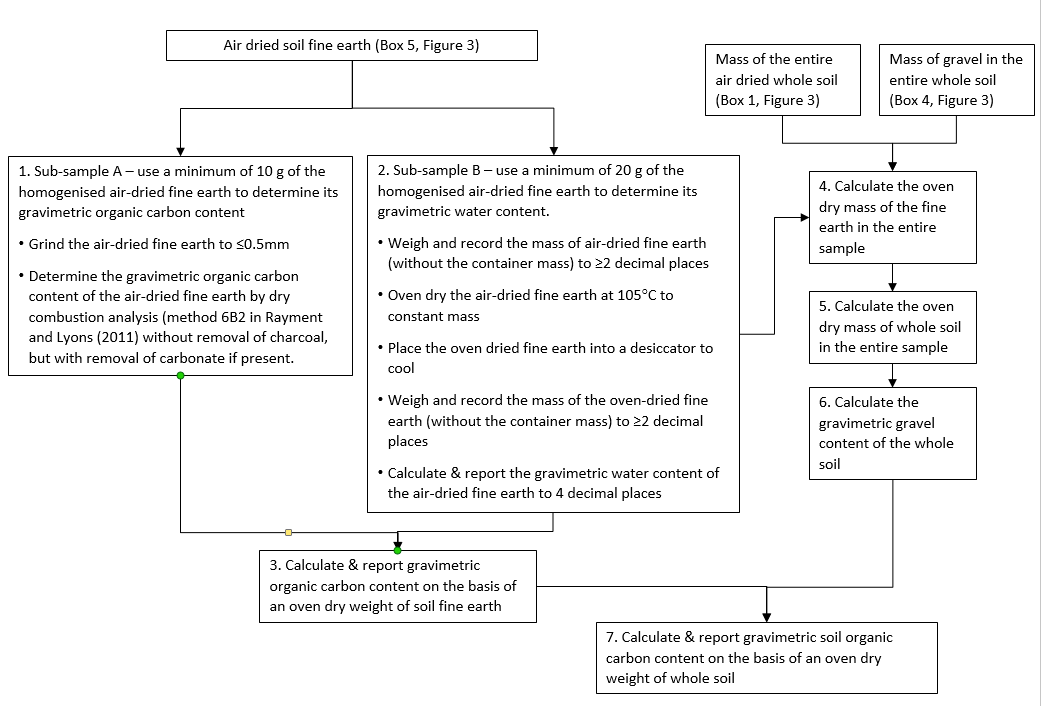 Air dried soil fine earth (Box 5, Figure 3)
Mass of the entire
air dried whole soil
(Box 1, Figure 3)
Mass of gravel in the
entire whole soil
(Box 4, Figure 3)
1. Sub-sample A – use a minimum of 10 g of the
homogenised air-dried fine earth to determine its
gravimetric organic carbon content
• Grind the air-dried fine earth to ≤0.5mm
• Determine the gravimetric organic carbon
content of the air-dried fine earth by dry
combustion analysis (method 6B2 in Rayment
and Lyons (2011) without removal of charcoal,
but with removal of carbonate if present.
2. Sub-sample B – use a minimum of 20 g of the
homogenised air-dried fine earth to determine its
gravimetric water content.
• Weigh and record the mass of air-dried fine earth
(without the container mass) to ≥2 decimal places
• Oven dry the air-dried fine earth at 105°C to
constant mass
• Place the oven dried fine earth into a desiccator to
cool
• Weigh and record the mass of the oven-dried fine
earth (without the container mass) to ≥2 decimal
places
• Calculate & report the gravimetric water content of
the air-dried fine earth to 4 decimal places
4. Calculate the oven
dry mass of the fine
earth in the entire
sample
5. Calculate the oven
dry mass of whole soil
in the entire sample
6. Calculate the
gravimetric gravel
content of the whole
soil
3. Calculate & report gravimetric
organic carbon content on the basis of
an oven dry weight of soil fine earth
7. Calculate & report gravimetric soil organic
carbon content on the basis of an oven dry
weight of whole soil